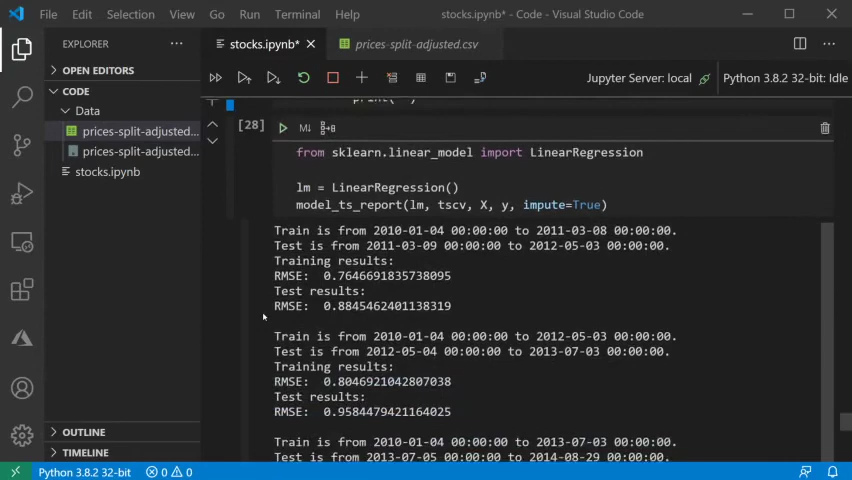 File Edit Selection View Go Run Terminal Help stocks.ipynb* - Code - Visual Studio Code
EXPLORER
stocks.ipynb* prices-split-adjusted.csv
OPEN EDITORS
CODE
Data
prices-split-adjusted...
prices-split-adjusted...
stocks.ipynb
OUTLINE
TIMELINE
Jupyter Server: local Python 3.8.2 32-bit: Idle
[28]
M↓
from sklearn.linear_model import LinearRegression
lm = LinearRegression()
model_ts_report(lm, tscv, X, y, impute=True)
Train is from 2010-01-04 00:00:00 to 2011-03-08 00:00:00.
Test is from 2011-03-09 00:00:00 to 2012-05-03 00:00:00.
Training results:
RMSE: 0.7646691835738095
Test results:
RMSE: 0.8845462401138319
Train is from 2010-01-04 00:00:00 to 2012-05-03 00:00:00.
Test is from 2012-05-04 00:00:00 to 2013-07-03 00:00:00.
Training results:
RMSE: 0.8046921042807038
Test results:
RMSE: 0.9584479421164025
Train is from 2010-01-04 00:00:00 to 2013-07-03 00:00:00.
Test is from 2013-07-05 00:00:00 to 2014-08-29 00:00:00.
Python 3.8.2 32-bit 0 0